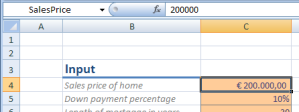 SalesPrice fx 200000
A B C
1
2
3 Input
4 Sales price of home € 200.000,00
5 Down payment percentage 10%
6 Length of mortgage in years 20